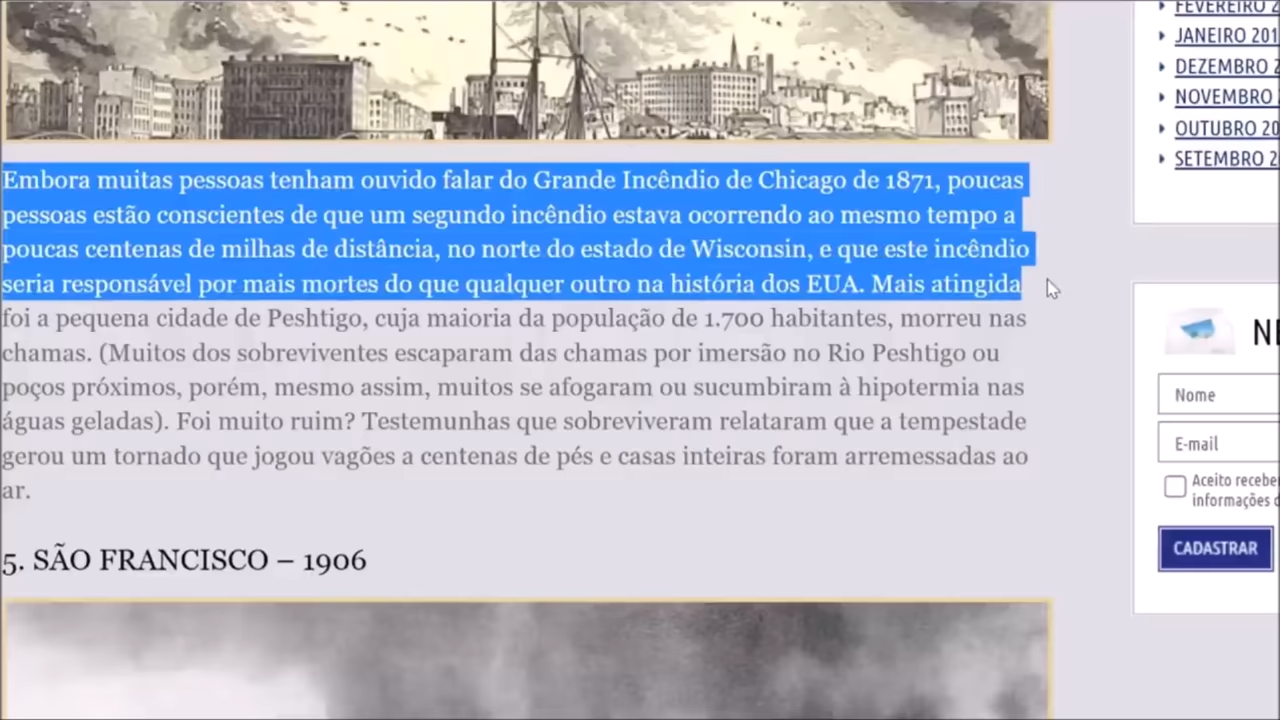 Embora muitas pessoas tenham ouvido falar do Grande Incêndio de Chicago de 1871, poucas
pessoas estão conscientes de que um segundo incêndio estava ocorrendo ao mesmo tempo a
poucas centenas de milhas de distância, no norte do estado de Wisconsin, e que este incêndio
seria responsável por mais mortes do que qualquer outro na história dos EUA. Mais atingida
foi a pequena cidade de Peshtigo, cuja maioria da população de 1.700 habitantes, morreu nas
chamas. (Muitos dos sobreviventes escaparam das chamas por imersão no Rio Peshtigo ou
poços próximos, porém, mesmo assim, muitos se afogaram ou sucumbiram à hipotermia nas
águas geladas). Foi muito ruim? Testemunhas que sobreviveram relataram que a tempestade
gerou um tornado que jogou vagões a centenas de pés e casas inteiras foram arremessadas ao
ar.
5. SÃO FRANCISCO – 1906
FEVEREIRO 2
JANEIRO 201
DEZEMBRO 2
NOVEMBRO
OUTUBRO 20
SETEMBRO 2
Nome
E-mail
Aceito recebe
informações
CADASTRAR